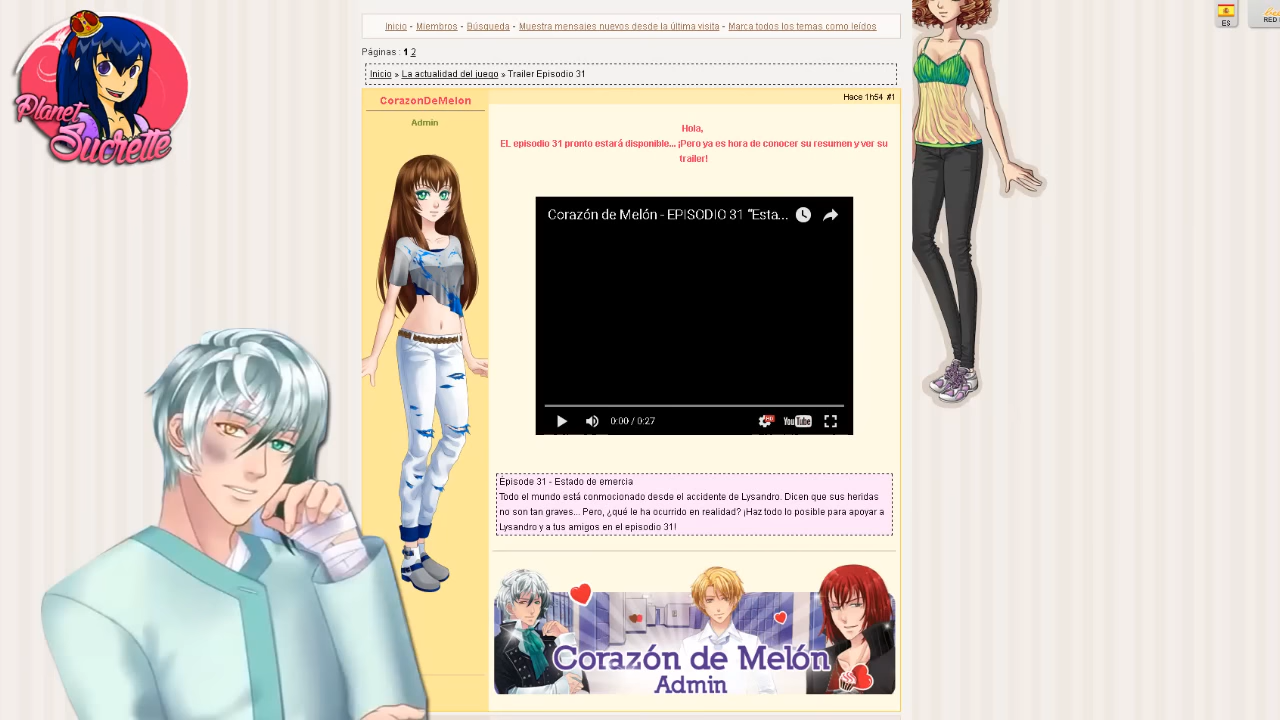 Planet
Sucrette
Inicio - Miembros - Búsqueda - Muestra mensajes nuevos desde la última visita - Marca todos los temas como leídos
Páginas : 1 2
Inicio » La actualidad del juego » Trailer Episodio 31
CorazonDeMelon
Admin
Hace 1h54 #1
Hola,
EL episodio 31 pronto estará disponible... ¡Pero ya es hora de conocer su resumen y ver su
trailer!
Corazón de Melón - EPISODIO 31 "Esta...
0:00 / 0:27
HD
YouTube
Episode 31 - Estado de emercia
Todo el mundo está conmocionado desde el accidente de Lysandro. Dicen que sus heridas
no son tan graves... Pero, ¿qué le ha ocurrido en realidad? ¡Haz todo lo posible para apoyar a
Lysandro y a tus amigos en el episodio 31!
Corazón de Melón
Admin
ES
RED